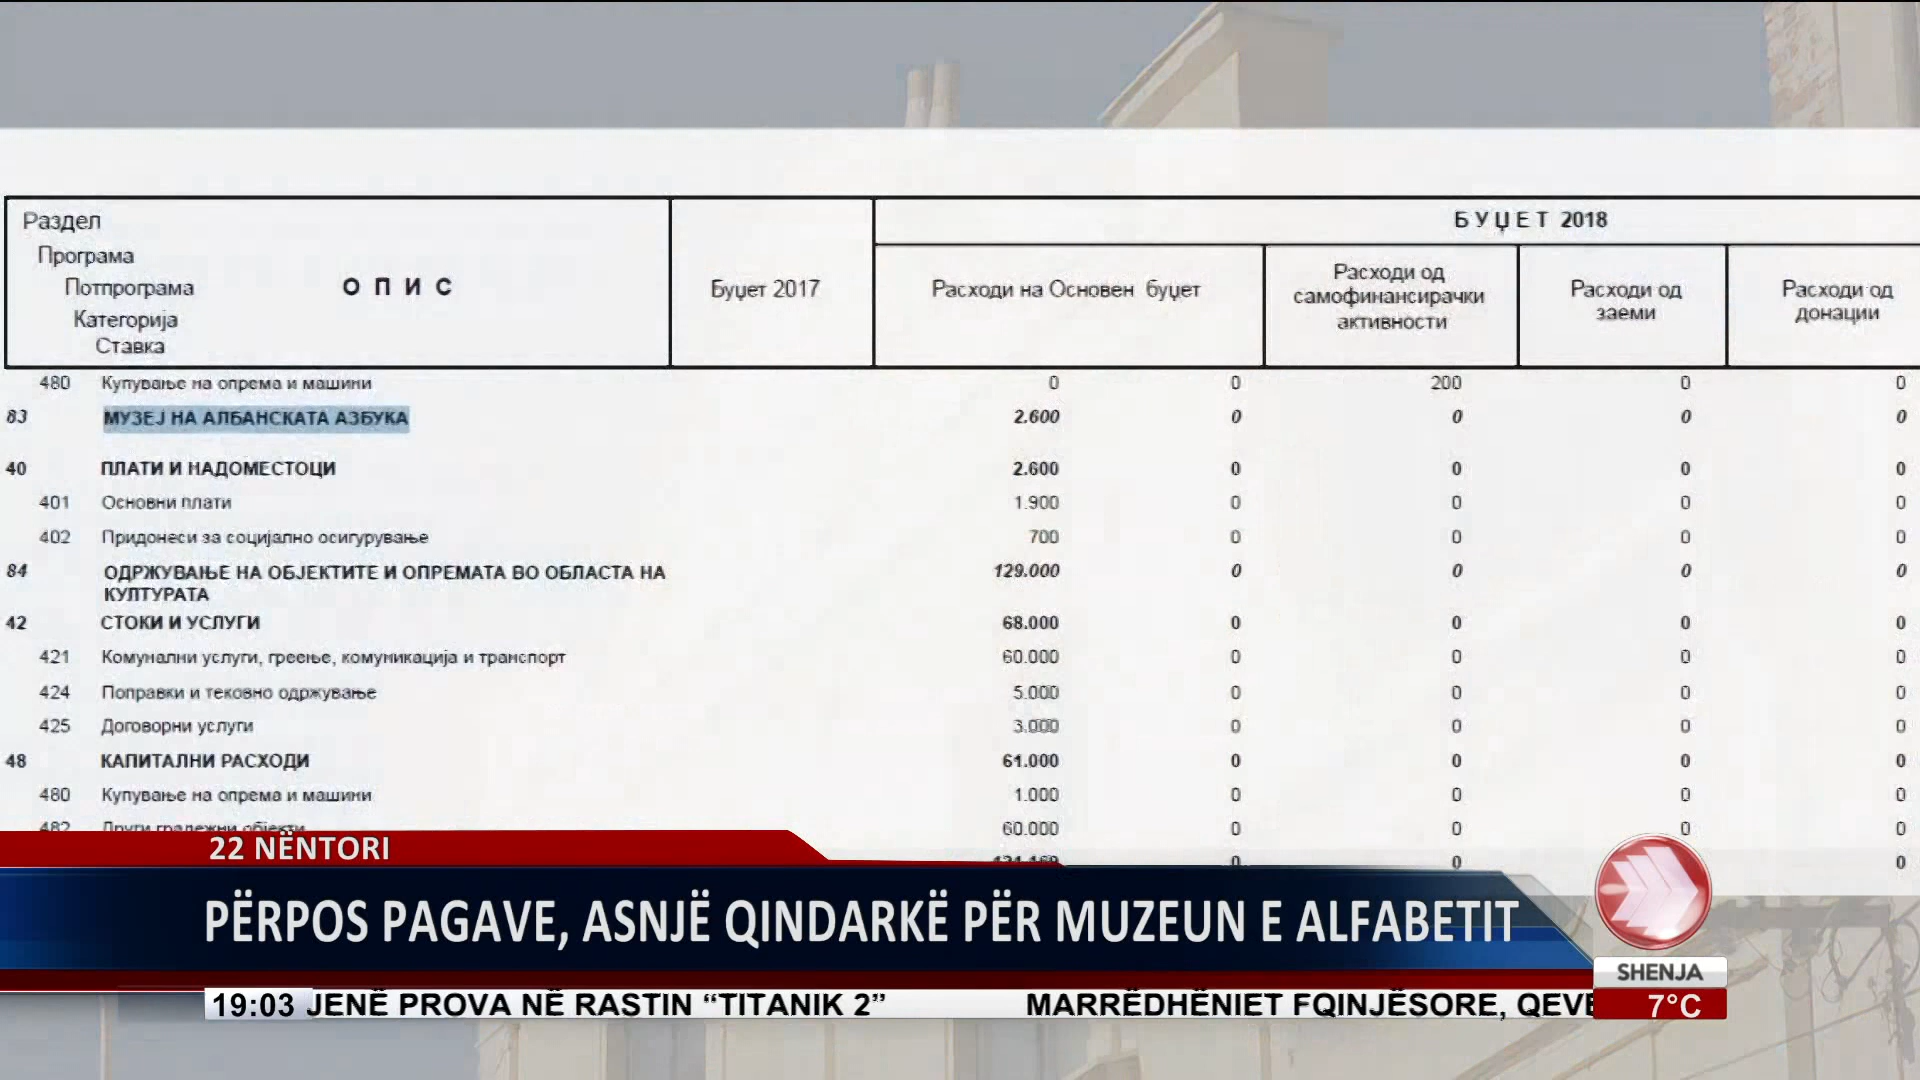 Раздел
Програма
Потпрограма
Категорија
Ставка
О П И С
Буџет 2017
Б У Џ Е Т 2018
Расходи на Основен буџет
Расходи од
самофинансирачки
активности
Расходи од
заеми
Расходи од
донации
480 Купување на опрема и машини 0 0 200 0 0
83 МУЗЕЈ НА АЛБАНСКАТА АЗБУКА 2.600 0 0 0 0
40 ПЛАТИ И НАДОМЕСТОЦИ 2.600 0 0 0 0
401 Основни плати 1.900 0 0 0 0
402 Придонеси за социјално осигурување 700 0 0 0 0
84 ОДРЖУВАЊЕ НА ОБЈЕКТИТЕ И ОПРЕМАТА ВО ОБЛАСТА НА 129.000 0 0 0 0
КУЛТУРАТА
42 СТОКИ И УСЛУГИ 68.000 0 0 0 0
421 Комунални услуги, греење, комуникација и транспорт 60.000 0 0 0 0
424 Поправки и тековно одржување 5.000 0 0 0 0
425 Договорни услуги 3.000 0 0 0 0
48 КАПИТАЛНИ РАСХОДИ 61.000 0 0 0 0
480 Купување на опрема и машини 1.000 0 0 0 0
482 Други градежни објекти 60.000 0 0 0 0
0 0 0
22 NËNTORI
PËRPOS PAGAVE, ASNJË QINDARKË PËR MUZEUN E ALFABETIT
SHENJA
19:03 JENË PROVA NË RASTIN “TITANIK 2” MARRËDHËNIET FQINJËSORE, QEVE
7°C